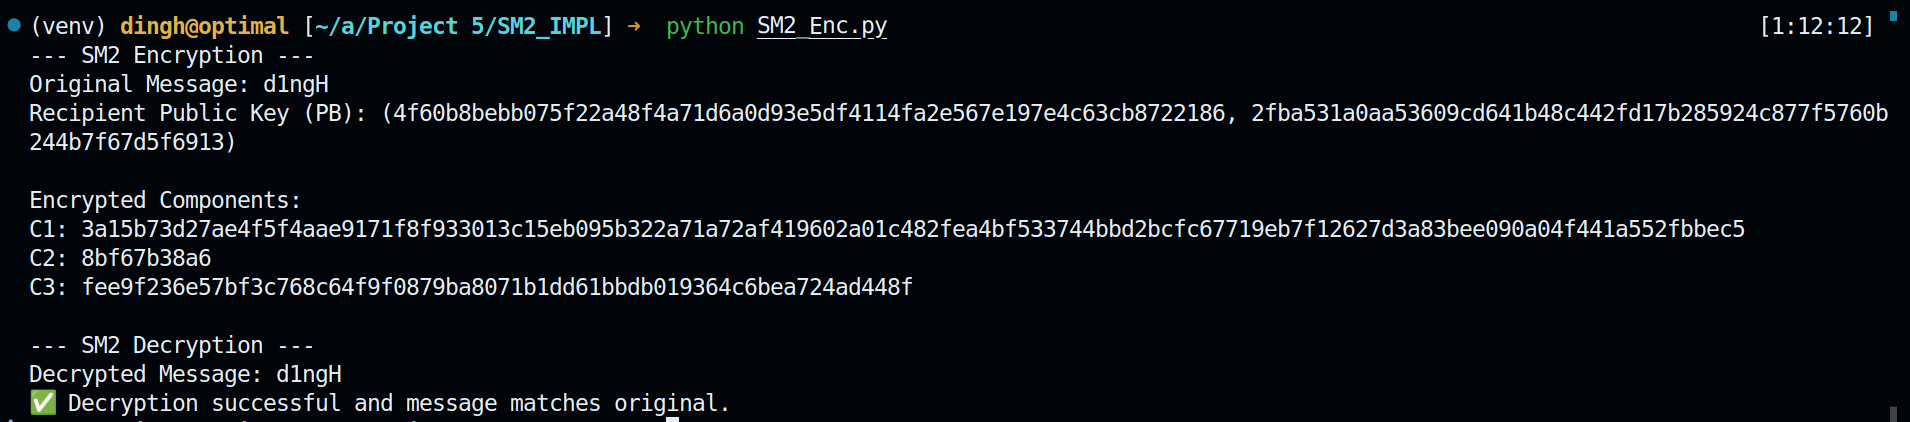 (venv) dingh@optimal [~/a/Project 5/SM2_IMPL] → python SM2_Enc.py [1:12:12]
--- SM2 Encryption ---
Original Message: d1ngH
Recipient Public Key (PB): (4f60b8bebb075f22a48f4a71d6a0d93e5df4114fa2e567e197e4c63cb8722186, 2fba531a0aa53609cd641b48c442fd17b285924c877f5760b
244b7f67d5f6913)
Encrypted Components:
C1: 3a15b73d27ae4f5f4aae9171f8f933013c15eb095b322a71a72af419602a01c482fea4bf533744bbd2bcfc67719eb7f12627d3a83bee090a04f441a552fbbec5
C2: 8bf67b38a6
C3: fee9f236e57bf3c768c64f9f0879ba8071b1dd61bbdb019364c6bea724ad448f
--- SM2 Decryption ---
Decrypted Message: d1ngH
✅ Decryption successful and message matches original.